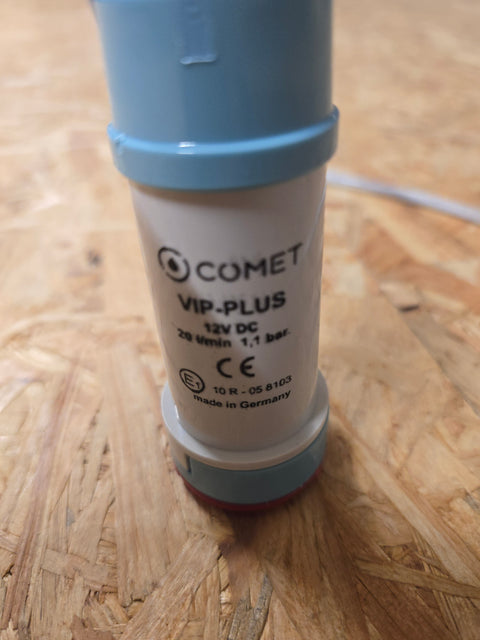 COMET
VIP-PLUS
12V DC
20 l/min 1,1 bar.
CE
E1 10 R - 05 8103
made in Germany